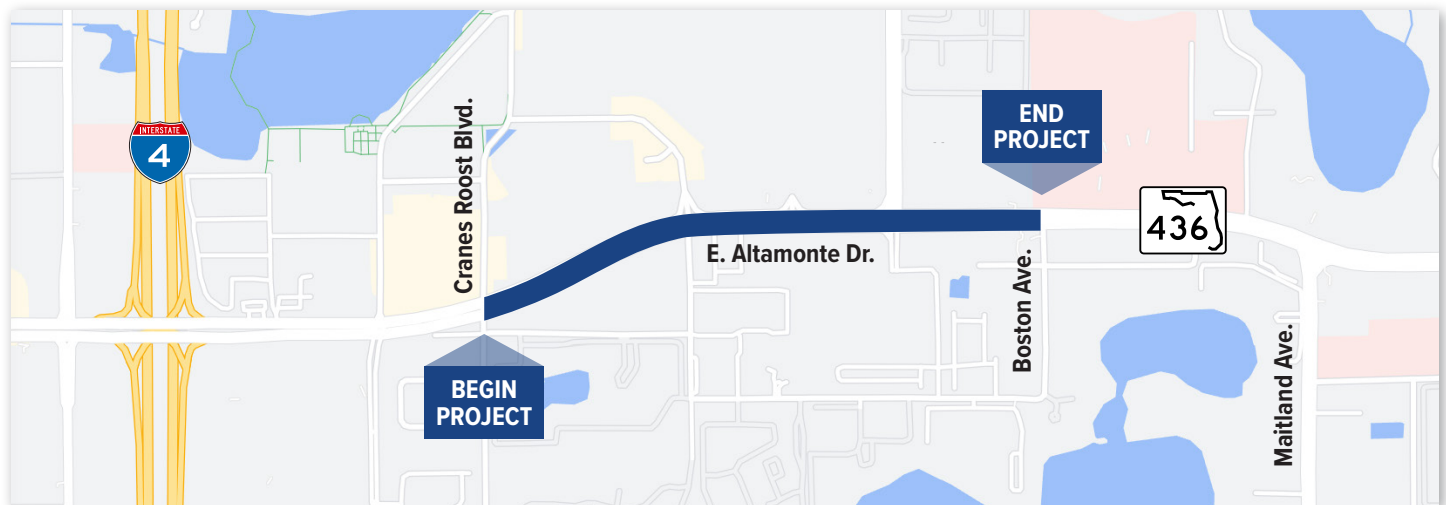 INTERSTATE
4
Cranes Roost Blvd.
BEGIN
PROJECT
E. Altamonte Dr.
END
PROJECT
Boston Ave.
436
Maitland Ave.